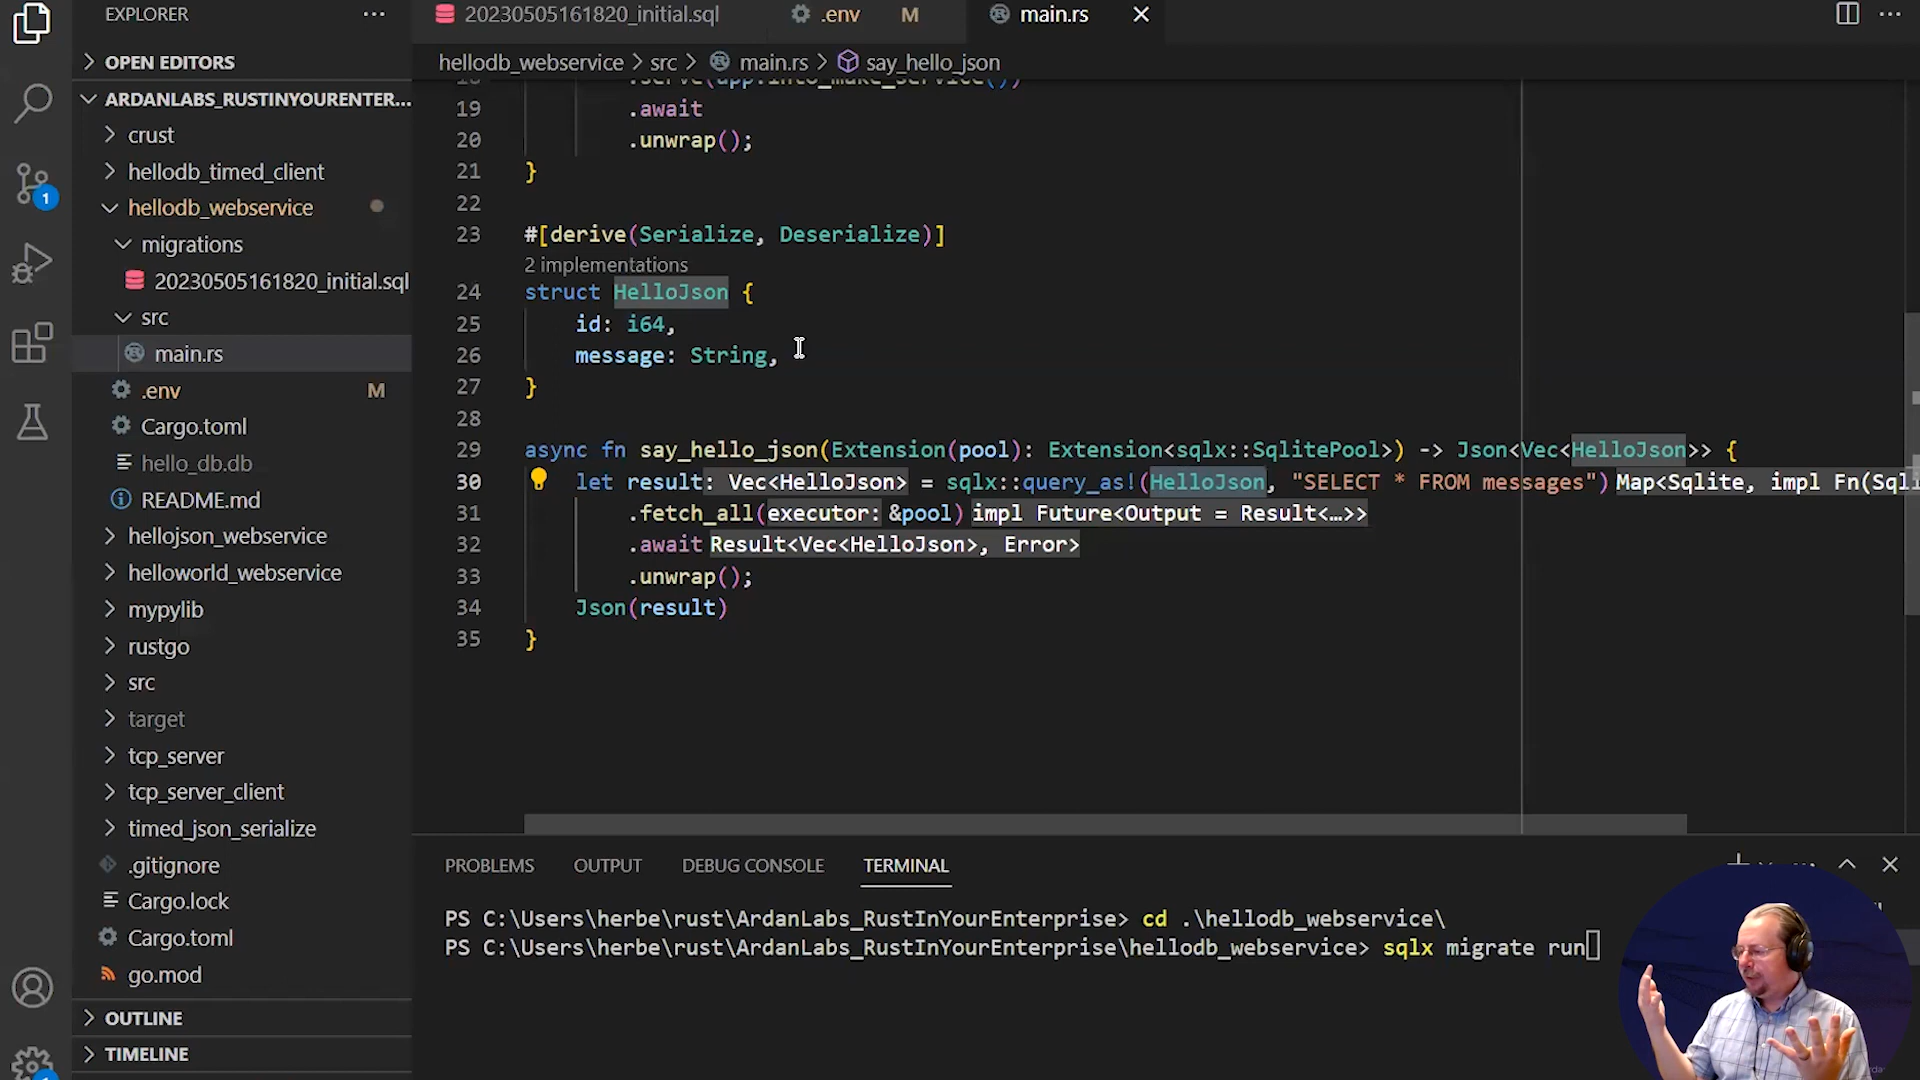 EXPLORER
OPEN EDITORS
ARDANLABS_RUSTINYOURENTER...
crust
hellodb_timed_client
hellodb_webservice
migrations
20230505161820_initial.sql
src
main.rs
.env M
Cargo.toml
hello_db.db
README.md
hellojson_webservice
helloworld_webservice
mypylib
rustgo
src
target
tcp_server
tcp_server_client
timed_json_serialize
.gitignore
Cargo.lock
Cargo.toml
go.mod
OUTLINE
TIMELINE
1
20230505161820_initial.sql .env M main.rs
hellodb_webservice > src > main.rs > say_hello_json
18 .serve(app.into_make_service())
19 .await
20 .unwrap();
21 }
22
23 #[derive(Serialize, Deserialize)]
2 implementations
24 struct HelloJson {
25 id: i64,
26 message: String,
27 }
28
29 async fn say_hello_json(Extension(pool): Extension<sqlx::SqlitePool>) -> Json<Vec<HelloJson>> {
30 let result: Vec<HelloJson> = sqlx::query_as!(HelloJson, "SELECT * FROM messages") Map<Sqlite, impl Fn(Sqli
31 .fetch_all(executor: &pool) impl Future<Output = Result<…>>
32 .await Result<Vec<HelloJson>, Error>
33 .unwrap();
34 Json(result)
35 }
PROBLEMS OUTPUT DEBUG CONSOLE TERMINAL
PS C:\Users\herbe\rust\ArdanLabs_RustInYourEnterprise> cd .\hellodb_webservice\
PS C:\Users\herbe\rust\ArdanLabs_RustInYourEnterprise\hellodb_webservice> sqlx migrate run